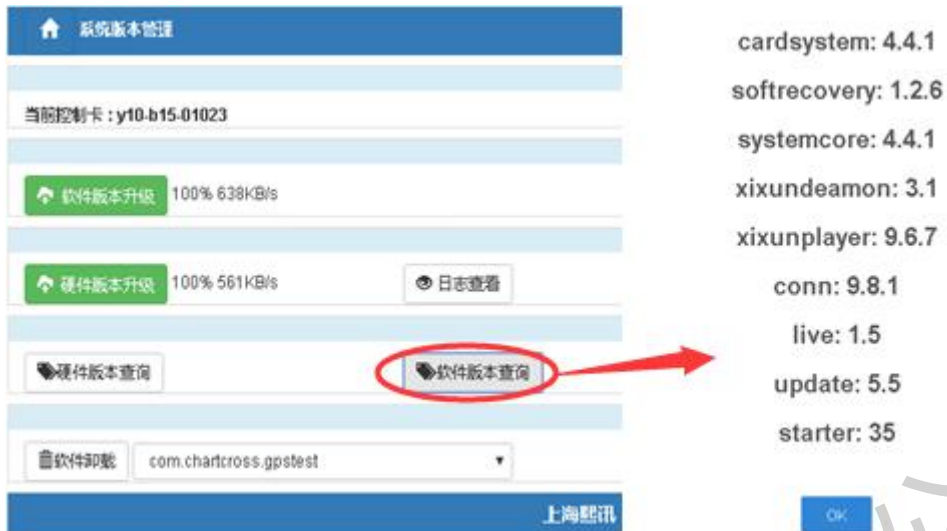 系统版本管理
当前控制卡：y10-b15-01023
软件版本升级 100% 638KB/s
硬件版本升级 100% 561KB/s 日志查看
硬件版本查询 软件版本查询
软件卸载 com.chartcross.gpstest
上海熙讯
cardsystem: 4.4.1
softrecovery: 1.2.6
systemcore: 4.4.1
xixundeamon: 3.1
xixunplayer: 9.6.7
conn: 9.8.1
live: 1.5
update: 5.5
starter: 35
OK